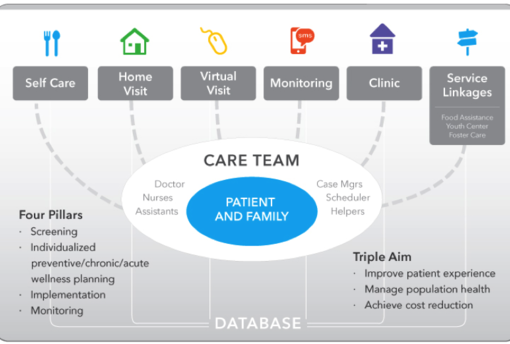 sms
Self Care
Home
Visit
Virtual
Visit
Monitoring
Clinic
Service
Linkages
Food Assistance
Youth Center
Foster Care
CARE TEAM
Doctor
Nurses
Assistants
PATIENT
AND FAMILY
Case Mgrs
Scheduler
Helpers
Four Pillars
· Screening
· Individualized
preventive/chronic/acute
wellness planning
· Implementation
· Monitoring
Triple Aim
· Improve patient experience
· Manage population health
· Achieve cost reduction
DATABASE